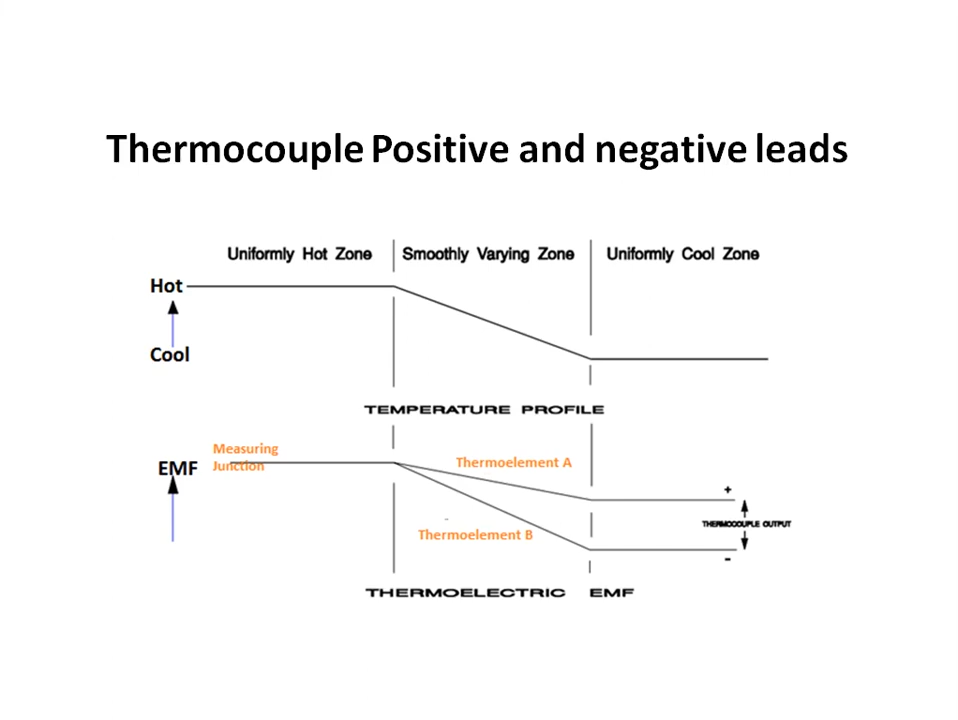 Thermocouple Positive and negative leads
Uniformly Hot Zone
Smoothly Varying Zone
Uniformly Cool Zone
Hot
Cool
TEMPERATURE PROFILE
Measuring
Junction
EMF
Thermoelement A
+
THERMOCOUPLE OUTPUT
Thermoelement B
-
THERMOELECTRIC EMF